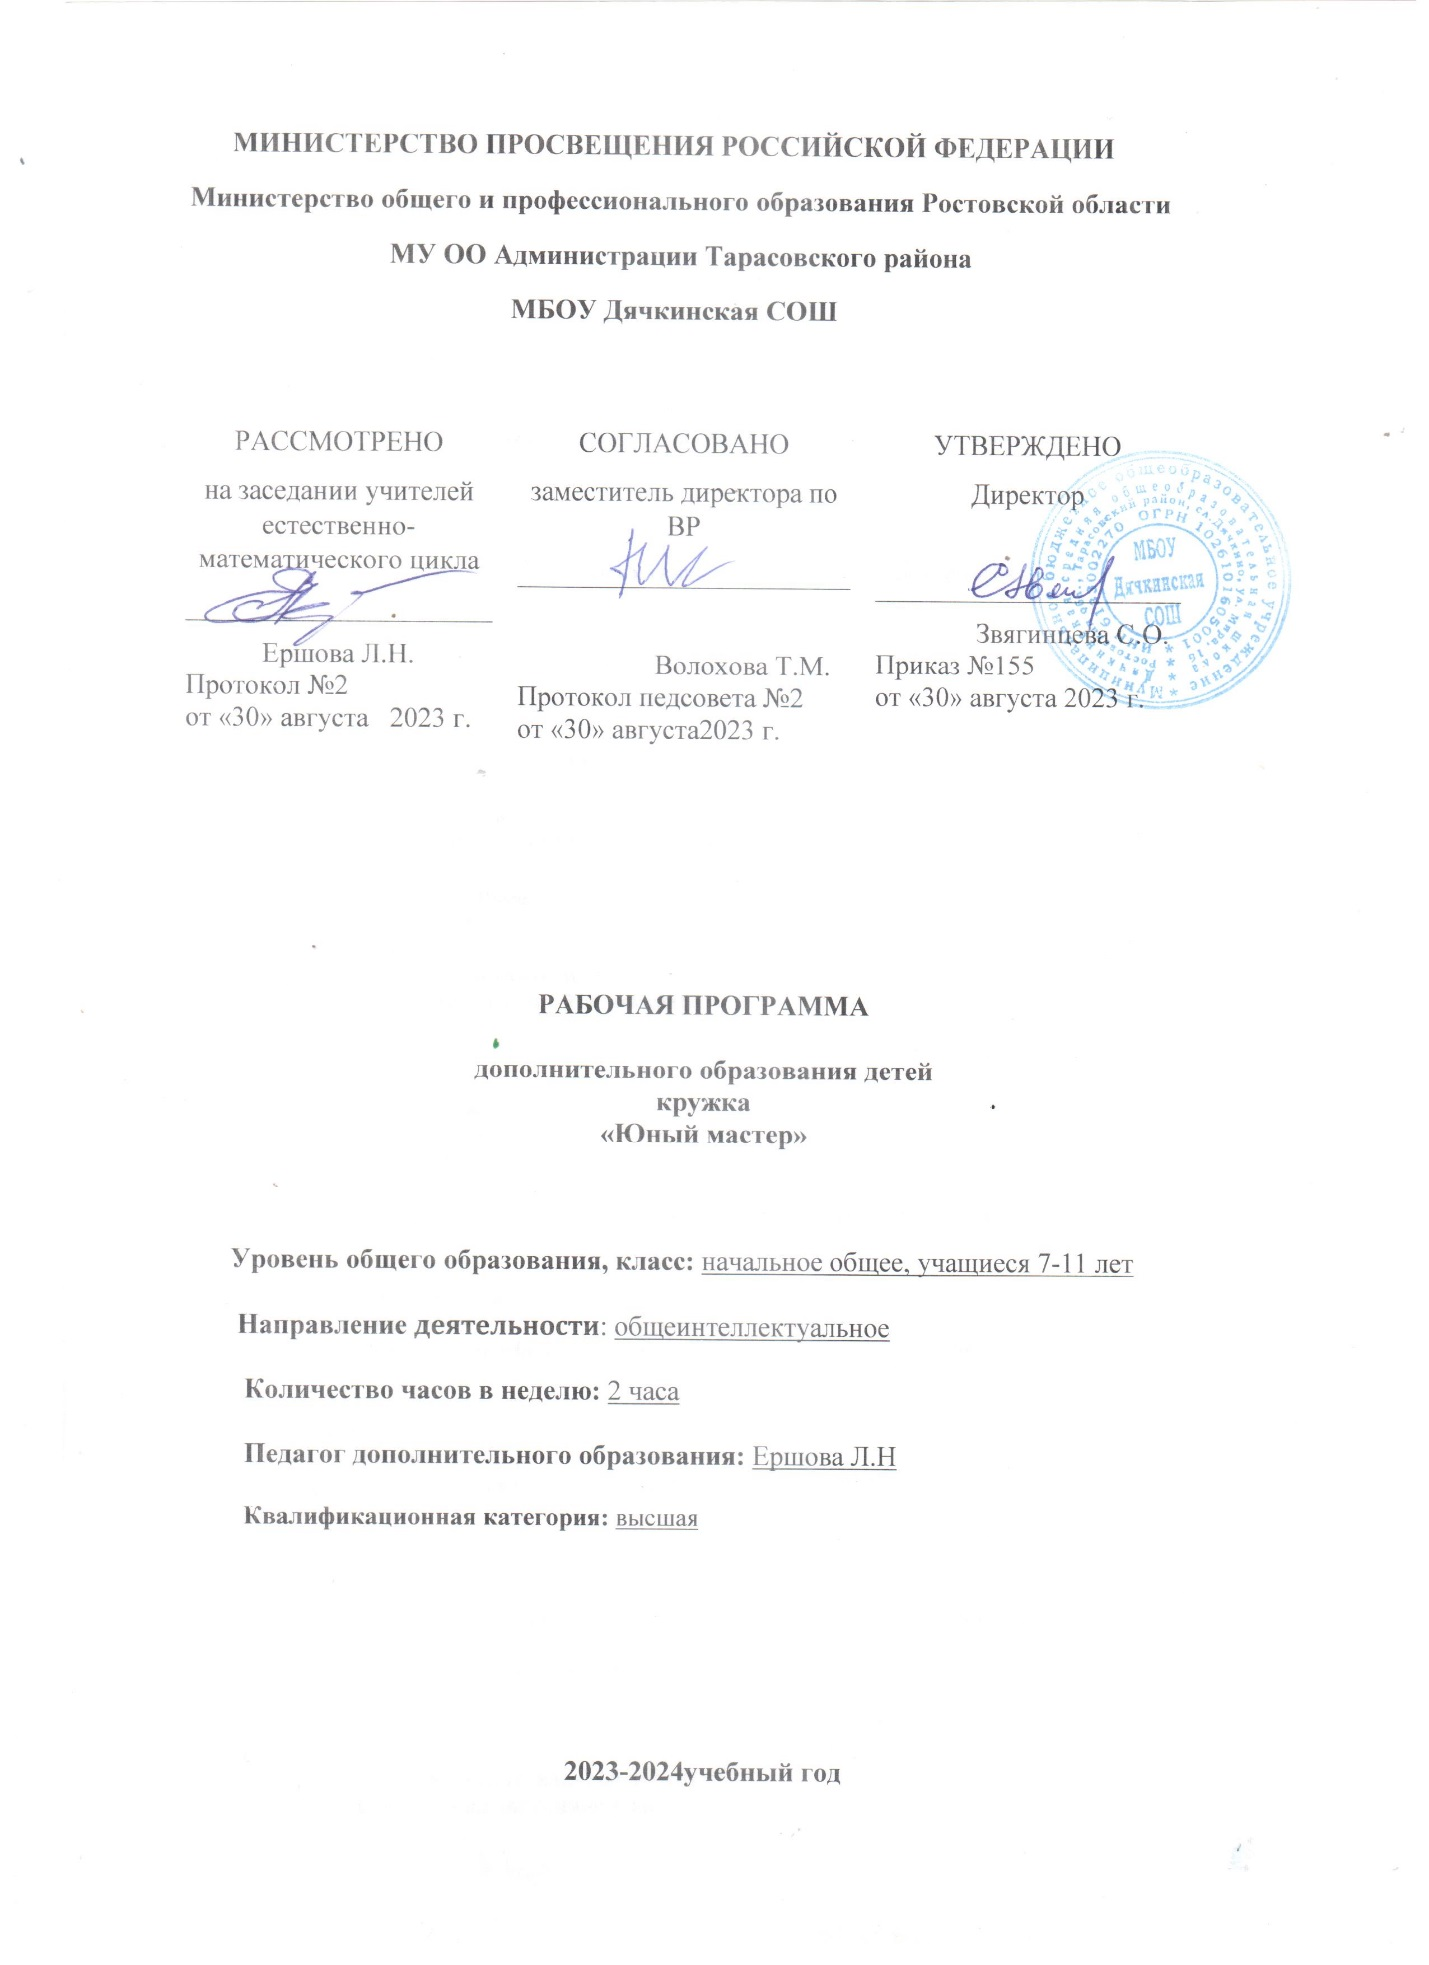 МИНИСТЕРСТВО ПРОСВЕЩЕНИЯ РОССИЙСКОЙ ФЕДЕРАЦИИ
Министерство общего и профессионального образования Ростовской области
МУ ОО Администрации Тарасовского района
МБОУ Дячкинская СОШ
РАССМОТРЕНО
на заседании учителей
естественно-
математического цикла
Ершова Л.Н.
Протокол №2
от «30» августа 2023 г.
СОГЛАСОВАНО
заместитель директора по
ВР
Волохова Т.М.
Протокол педсовета №2
от «30» августа2023 г.
УТВЕРЖДЕНО
Директор
Звягинцева С.О.
Приказ №155
от «30» августа 2023 г.
МБОУ
Дячкинская
СОШ
РАБОЧАЯ ПРОГРАММА
дополнительного образования детей
кружка
«Юный мастер»
Уровень общего образования, класс: начальное общее, учащиеся 7-11 лет
Направление деятельности: общеинтеллектуальное
Количество часов в неделю: 2 часа
Педагог дополнительного образования: Ершова Л.Н
Квалификационная категория: высшая
2023-2024учебный год